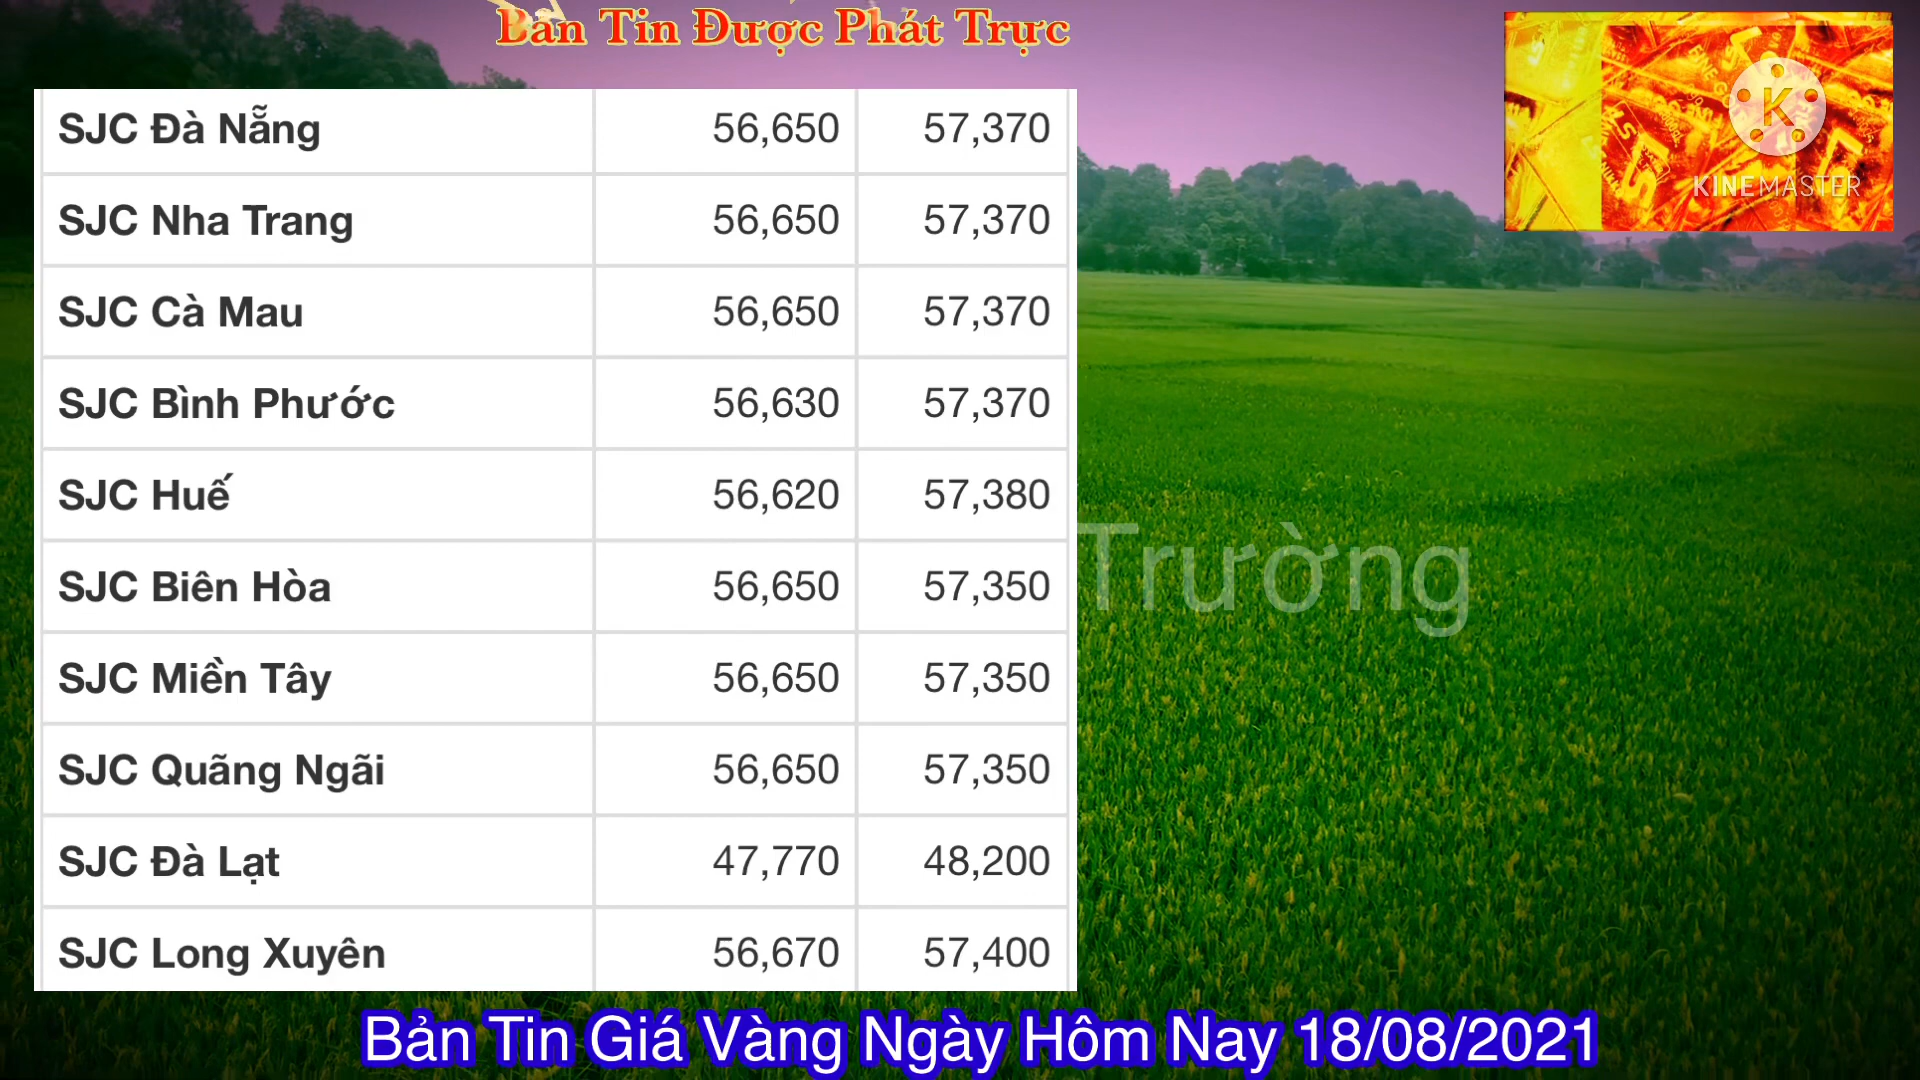 Bản Tin Được Phát Trực
KINEMASTER
SJC Đà Nẵng 56,650 57,370
SJC Nha Trang 56,650 57,370
SJC Cà Mau 56,650 57,370
SJC Bình Phước 56,630 57,370
SJC Huế 56,620 57,380
SJC Biên Hòa 56,650 57,350
Trường
SJC Miền Tây 56,650 57,350
SJC Quãng Ngãi 56,650 57,350
SJC Đà Lạt 47,770 48,200
SJC Long Xuyên 56,670 57,400
Bản Tin Giá Vàng Ngày Hôm Nay 18/08/2021